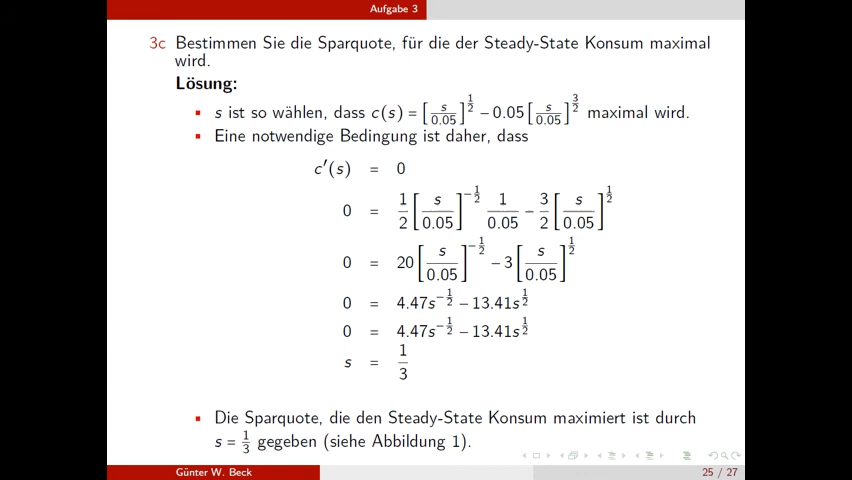 Aufgabe 3
3c Bestimmen Sie die Sparquote, für die der Steady-State Konsum maximal
wird.
Lösung:
▪ s ist so wählen, dass c(s) = [s/0.05]^{1/2} − 0.05[s/0.05]^{3/2} maximal wird.
▪ Eine notwendige Bedingung ist daher, dass
c′(s) = 0
0 = 1/2 [s/0.05]^{−1/2} 1/0.05 − 3/2 [s/0.05]^{1/2}
0 = 20 [s/0.05]^{−1/2} − 3 [s/0.05]^{1/2}
0 = 4.47s^{−1/2} − 13.41s^{1/2}
0 = 4.47s^{−1/2} − 13.41s^{1/2}
s = 1/3
▪ Die Sparquote, die den Steady-State Konsum maximiert ist durch
s = 1/3 gegeben (siehe Abbildung 1).
Günter W. Beck
25 / 27